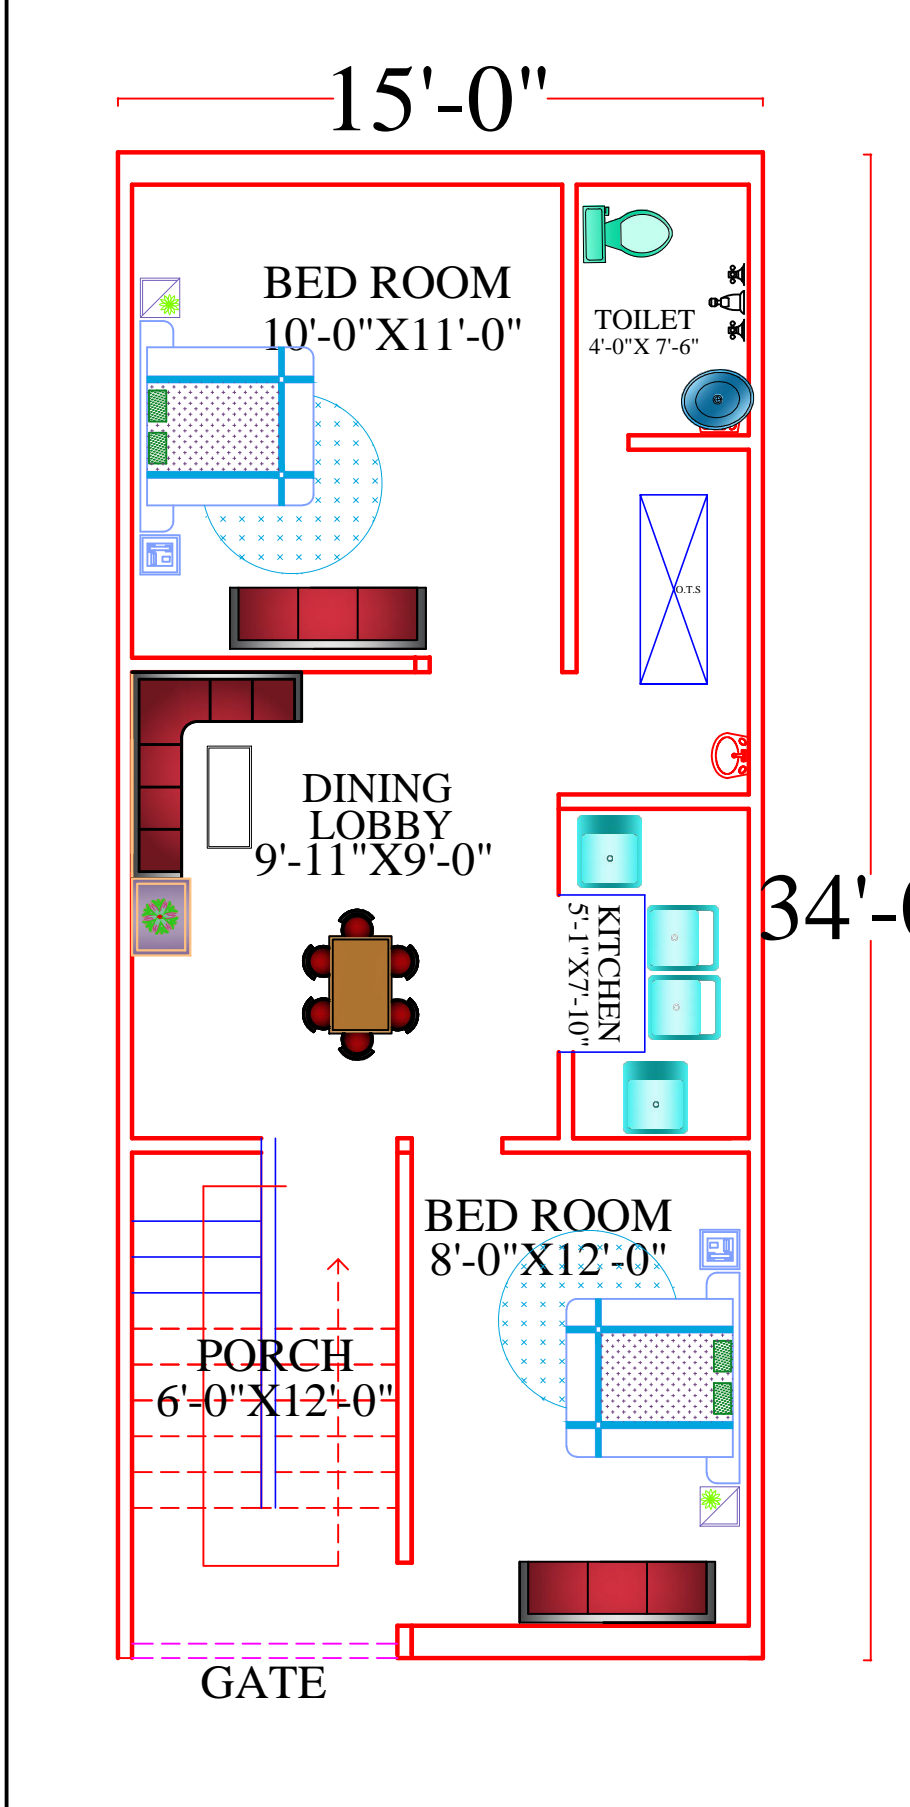 15'-0"
BED ROOM
10'-0"X11'-0"
TOILET
4'-0"X 7'-6"
O.T.S
DINING
LOBBY
9'-11"X9'-0"
KITCHEN
5'-1"X7'-10"
34'-
BED ROOM
8'-0"X12'-0"
PORCH
6'-0"X12'-0"
GATE